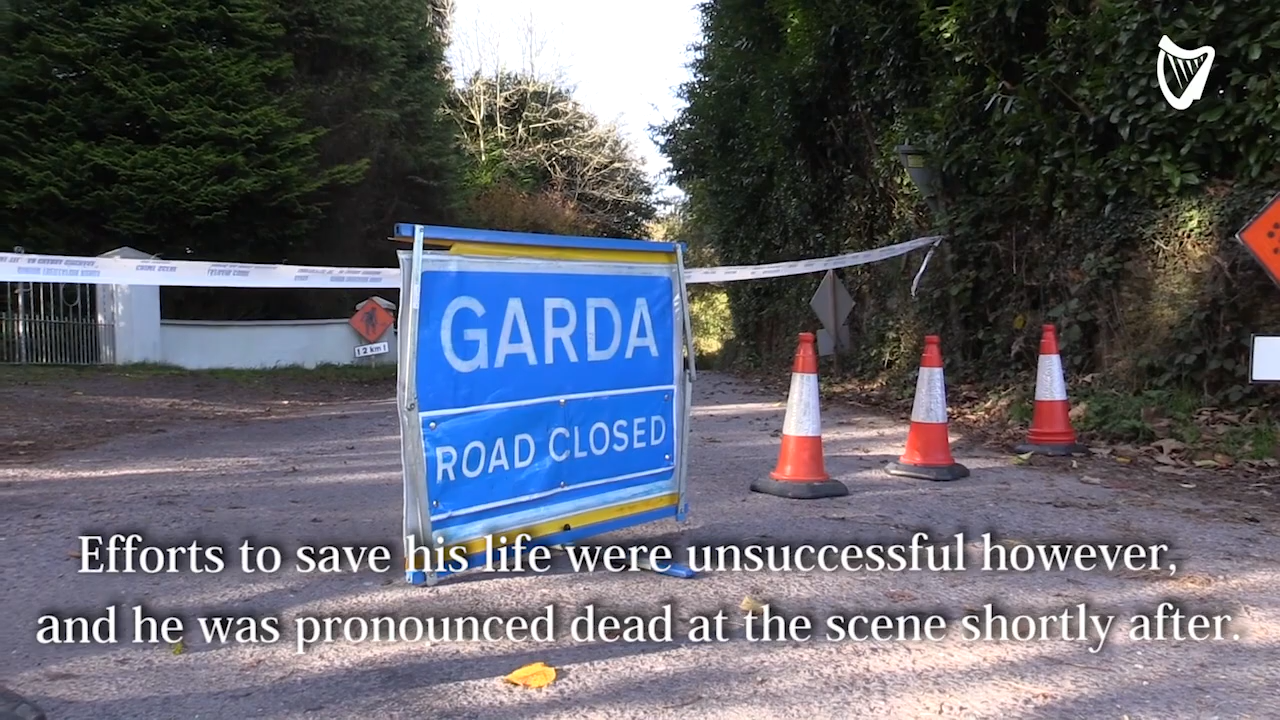 GARDA
ROAD CLOSED
Efforts to save his life were unsuccessful however,
and he was pronounced dead at the scene shortly after.